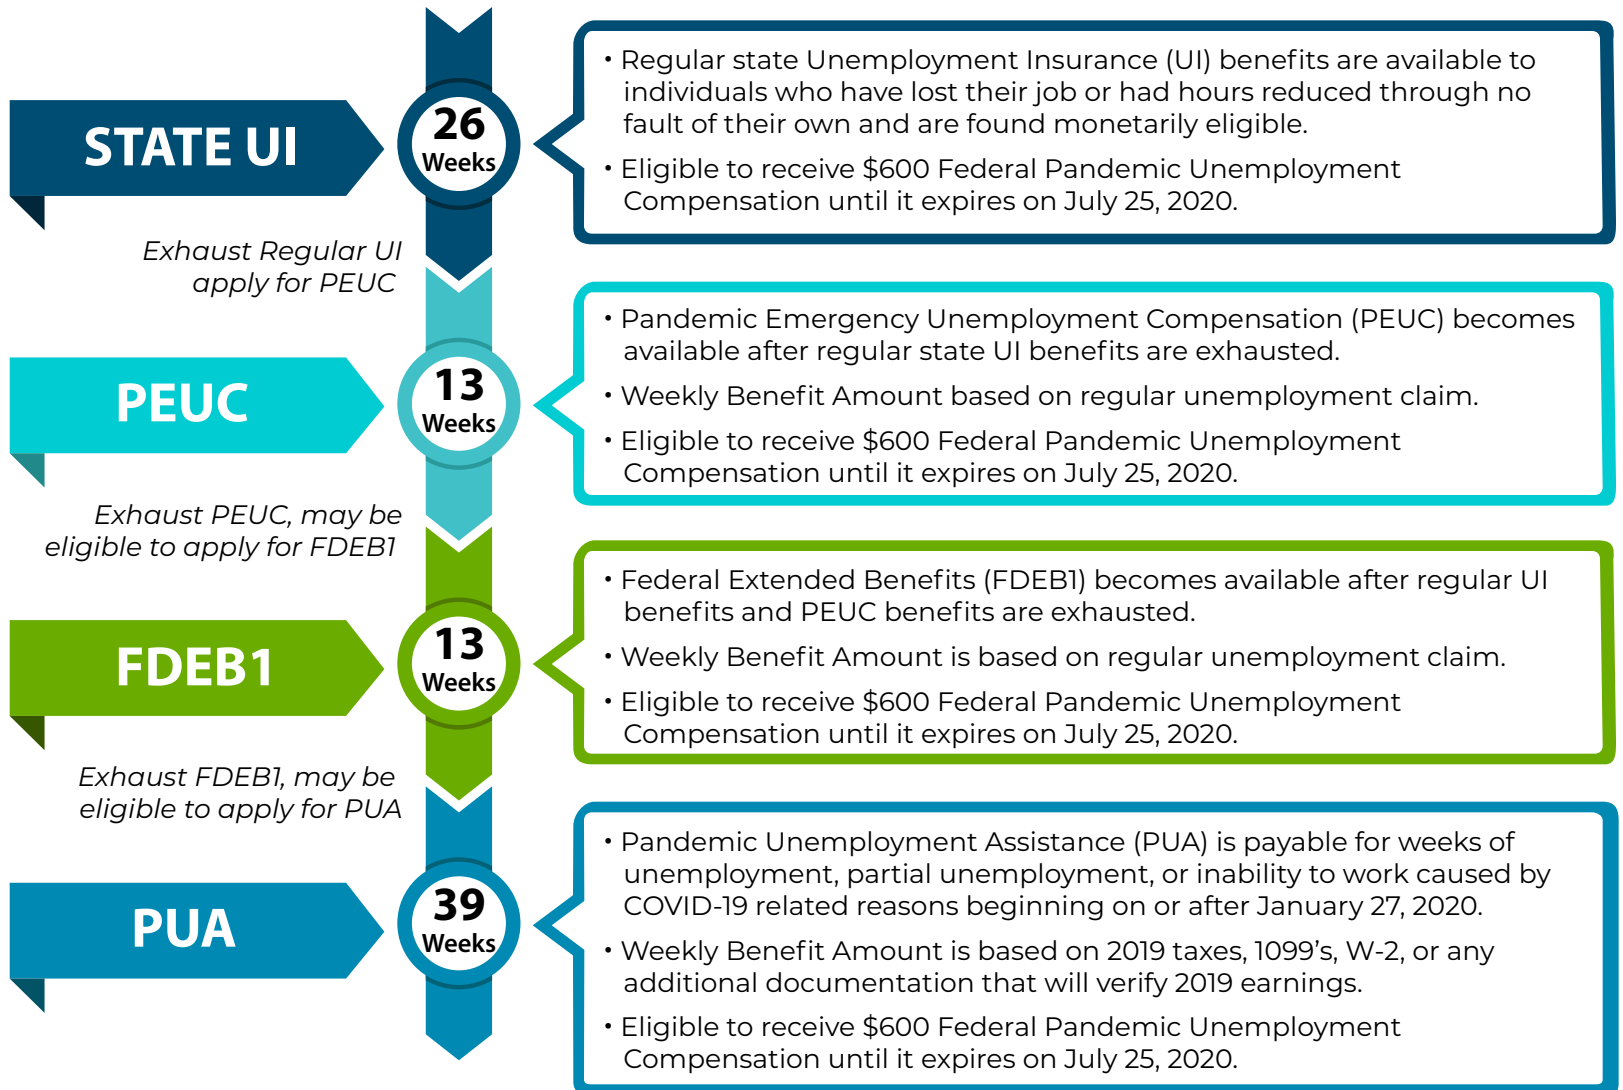 STATE UI
26
Weeks
• Regular state Unemployment Insurance (UI) benefits are available to
individuals who have lost their job or had hours reduced through no
fault of their own and are found monetarily eligible.
• Eligible to receive $600 Federal Pandemic Unemployment
Compensation until it expires on July 25, 2020.
Exhaust Regular UI
apply for PEUC
PEUC
13
Weeks
• Pandemic Emergency Unemployment Compensation (PEUC) becomes
available after regular state UI benefits are exhausted.
• Weekly Benefit Amount based on regular unemployment claim.
• Eligible to receive $600 Federal Pandemic Unemployment
Compensation until it expires on July 25, 2020.
Exhaust PEUC, may be
eligible to apply for FDEB1
FDEB1
13
Weeks
• Federal Extended Benefits (FDEB1) becomes available after regular UI
benefits and PEUC benefits are exhausted.
• Weekly Benefit Amount is based on regular unemployment claim.
• Eligible to receive $600 Federal Pandemic Unemployment
Compensation until it expires on July 25, 2020.
Exhaust FDEB1, may be
eligible to apply for PUA
PUA
39
Weeks
• Pandemic Unemployment Assistance (PUA) is payable for weeks of
unemployment, partial unemployment, or inability to work caused by
COVID-19 related reasons beginning on or after January 27, 2020.
• Weekly Benefit Amount is based on 2019 taxes, 1099’s, W-2, or any
additional documentation that will verify 2019 earnings.
• Eligible to receive $600 Federal Pandemic Unemployment
Compensation until it expires on July 25, 2020.